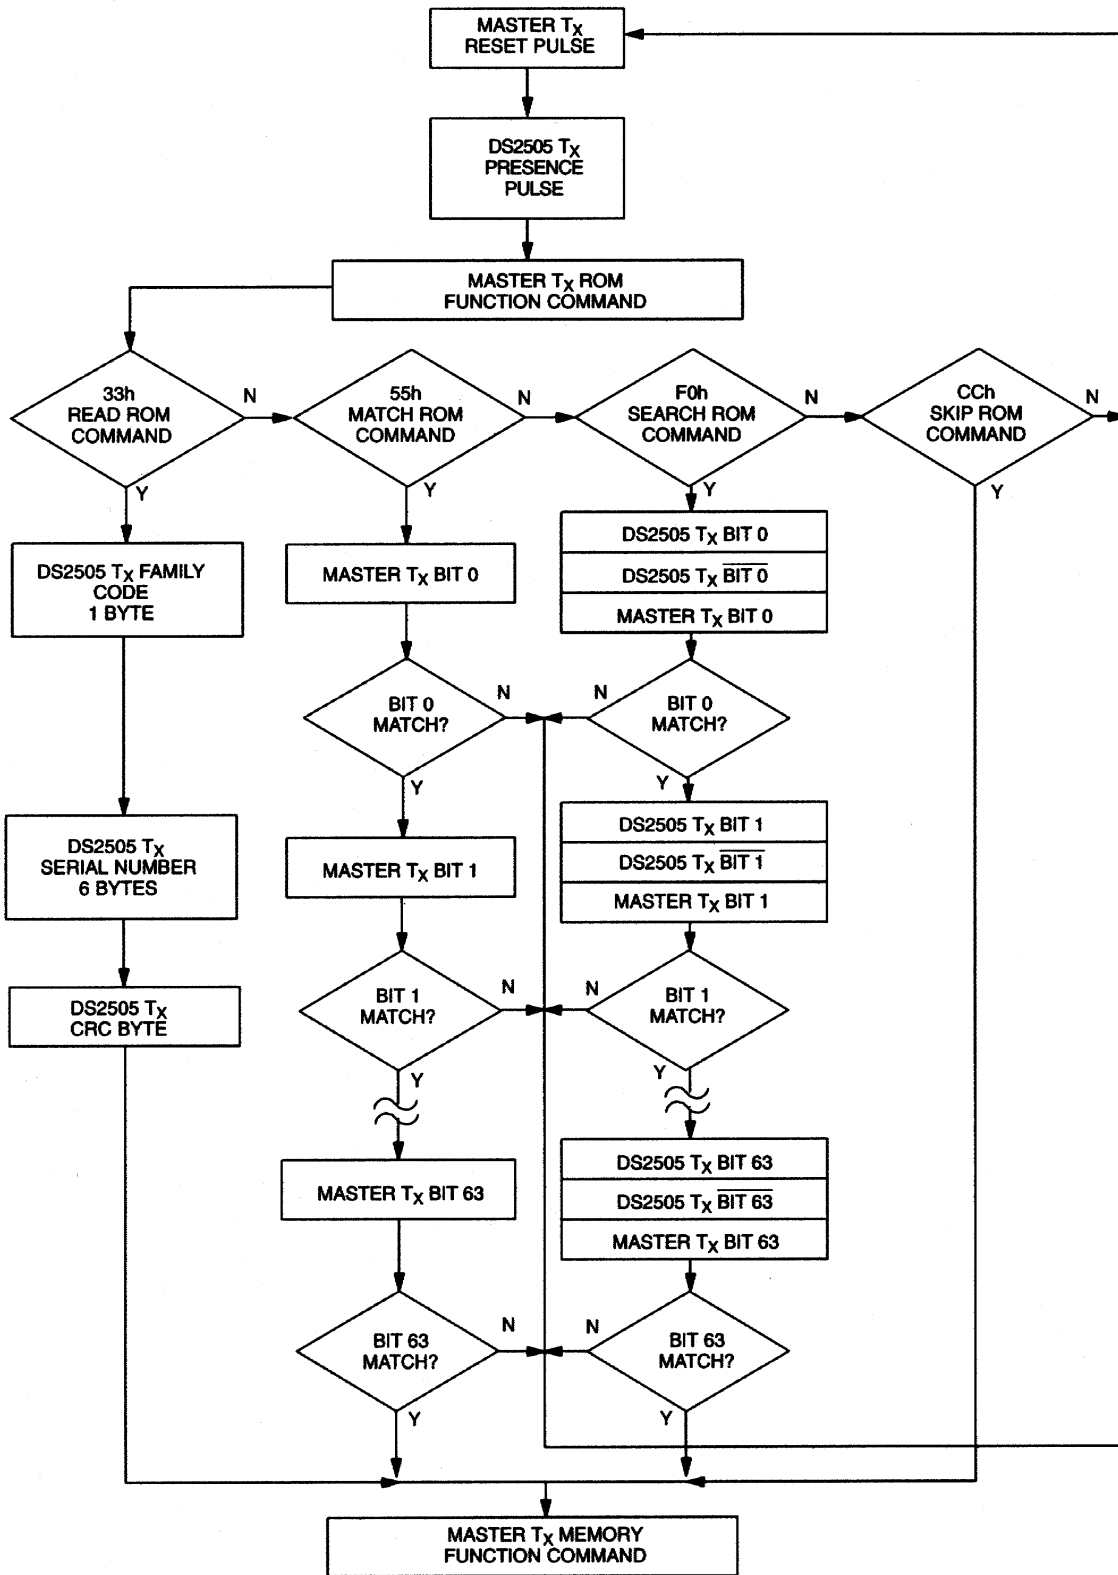 MASTER TX
RESET PULSE
DS2505 TX
PRESENCE
PULSE
MASTER TX ROM
FUNCTION COMMAND
33h
READ ROM
COMMAND
N
Y
55h
MATCH ROM
COMMAND
N
Y
F0h
SEARCH ROM
COMMAND
N
Y
CCh
SKIP ROM
COMMAND
N
Y
DS2505 TX FAMILY
CODE
1 BYTE
DS2505 TX
SERIAL NUMBER
6 BYTES
DS2505 TX
CRC BYTE
MASTER TX BIT 0
BIT 0
MATCH?
N
Y
MASTER TX BIT 1
BIT 1
MATCH?
N
Y
MASTER TX BIT 63
BIT 63
MATCH?
N
Y
DS2505 TX BIT 0
DS2505 TX B̅I̅T̅ ̅0̅
MASTER TX BIT 0
BIT 0
MATCH?
N
Y
DS2505 TX BIT 1
DS2505 TX B̅I̅T̅ ̅1̅
MASTER TX BIT 1
BIT 1
MATCH?
N
Y
DS2505 TX BIT 63
DS2505 TX B̅I̅T̅ ̅6̅3̅
MASTER TX BIT 63
BIT 63
MATCH?
N
Y
MASTER TX MEMORY
FUNCTION COMMAND